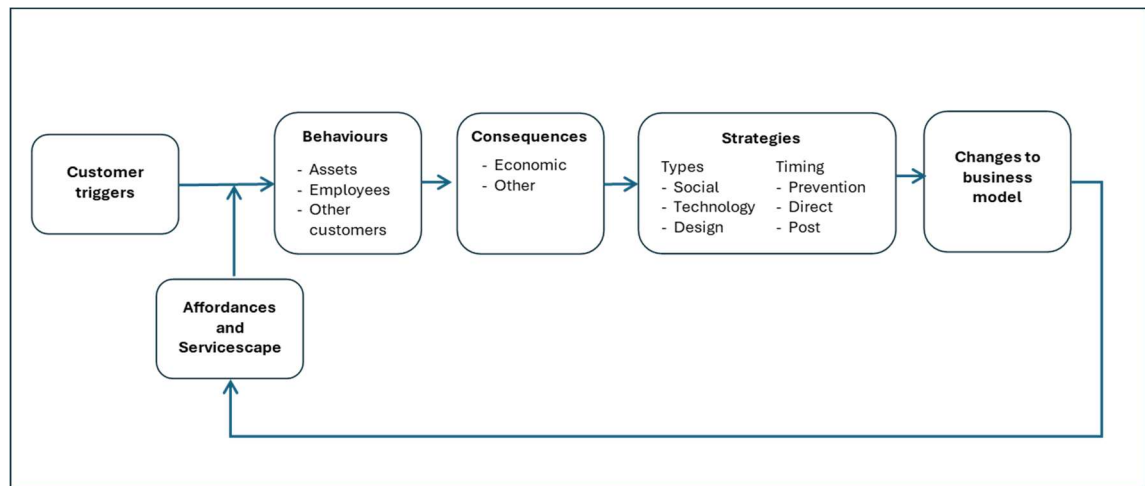 Customer
triggers
Behaviours
- Assets
- Employees
- Other
customers
Consequences
- Economic
- Other
Strategies
Types
- Social
- Technology
- Design
Timing
- Prevention
- Direct
- Post
Changes to
business
model
Affordances
and
Servicescape